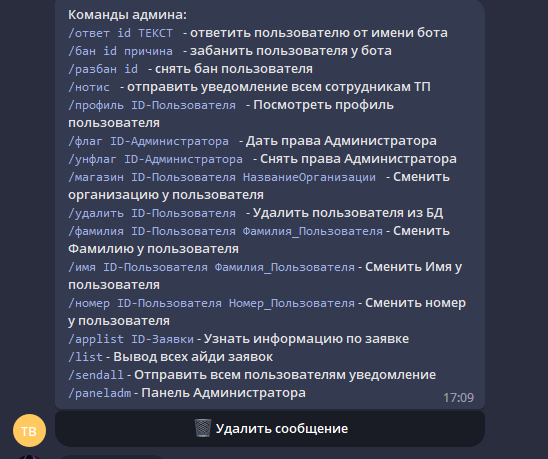 Команды админа:
/ответ id ТЕКСТ - ответить пользователю от имени бота
/бан id причина - забанить пользователя у бота
/разбан id - снять бан пользователя
/нотис - отправить уведомление всем сотрудникам ТП
/профиль ID-Пользователя - Посмотреть профиль
пользователя
/флаг ID-Администратора - Дать права Администратора
/унфлаг ID-Администратора - Снять права Администратора
/магазин ID-Пользователя НазваниеОрганизации - Сменить
организацию у пользователя
/удалить ID-Пользователя - Удалить пользователя из БД
/фамилия ID-Пользователя Фамилия_Пользователя - Сменить
Фамилию у пользователя
/имя ID-Пользователя Фамилия_Пользователя - Сменить Имя у
пользователя
/номер ID-Пользователя Номер_Пользователя - Сменить номер
у пользователя
/applist ID-Заявки - Узнать информацию по заявке
/list - Вывод всех айди заявок
/sendall - Отправить всем пользователям уведомление
/paneladm - Панель Администратора
17:09
ТВ
Удалить сообщение